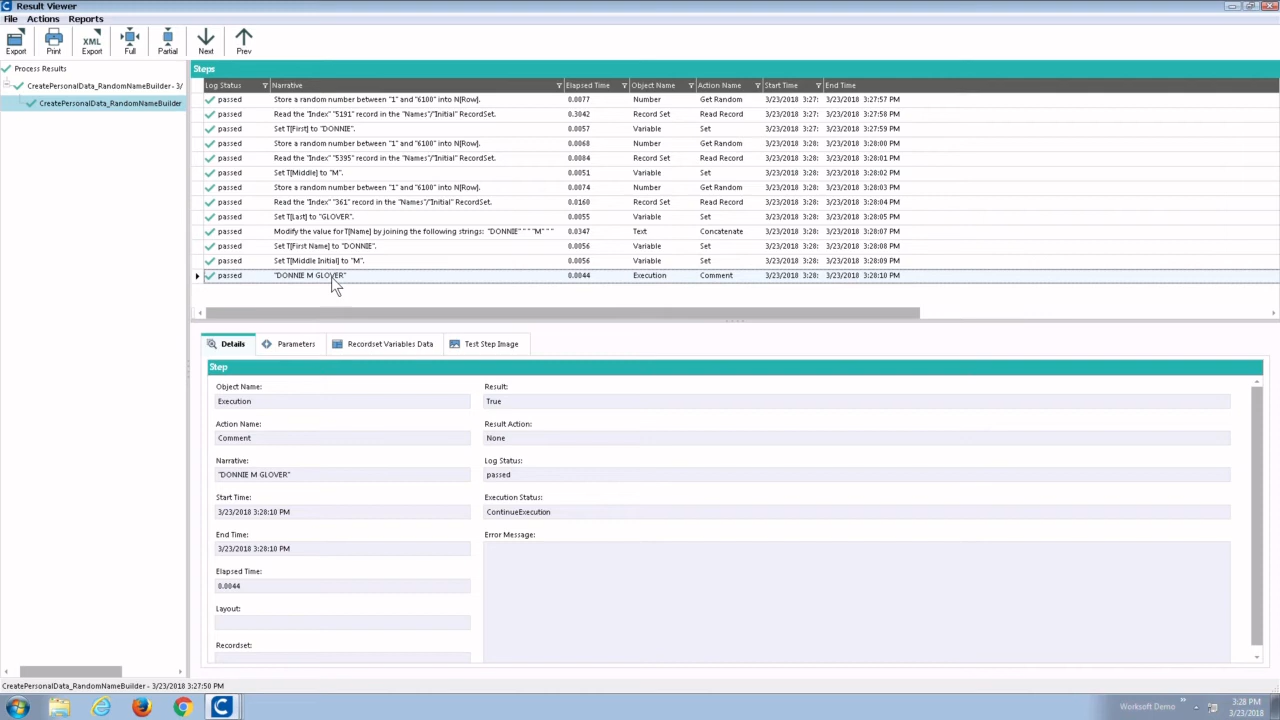 Result Viewer
File Actions Reports
Export Print XML Export Full Partial Next Prev
Process Results
CreatePersonalData_RandomNameBuilder - 3/
CreatePersonalData_RandomNameBuilder
Steps
Log Status Narrative Elapsed Time Object Name Action Name Start Time End Time
passed Store a random number between "1" and "6100" into N[Row]. 0.0077 Number Get Random 3/23/2018 3:27: 3/23/2018 3:27:57 PM
passed Read the "Index" "5191" record in the "Names"/"Initial" RecordSet. 0.3042 Record Set Read Record 3/23/2018 3:27: 3/23/2018 3:27:58 PM
passed Set T[First] to "DONNIE". 0.0057 Variable Set 3/23/2018 3:27: 3/23/2018 3:27:59 PM
passed Store a random number between "1" and "6100" into N[Row]. 0.0068 Number Get Random 3/23/2018 3:28: 3/23/2018 3:28:00 PM
passed Read the "Index" "5395" record in the "Names"/"Initial" RecordSet. 0.0084 Record Set Read Record 3/23/2018 3:28: 3/23/2018 3:28:01 PM
passed Set T[Middle] to "M". 0.0051 Variable Set 3/23/2018 3:28: 3/23/2018 3:28:02 PM
passed Store a random number between "1" and "6100" into N[Row]. 0.0074 Number Get Random 3/23/2018 3:28: 3/23/2018 3:28:03 PM
passed Read the "Index" "361" record in the "Names"/"Initial" RecordSet. 0.0160 Record Set Read Record 3/23/2018 3:28: 3/23/2018 3:28:04 PM
passed Set T[Last] to "GLOVER". 0.0055 Variable Set 3/23/2018 3:28: 3/23/2018 3:28:05 PM
passed Modify the value for T[Name] by joining the following strings: "DONNIE" " " "M" " " 0.0347 Text Concatenate 3/23/2018 3:28: 3/23/2018 3:28:07 PM
passed Set T[First Name] to "DONNIE". 0.0056 Variable Set 3/23/2018 3:28: 3/23/2018 3:28:08 PM
passed Set T[Middle Initial] to "M". 0.0056 Variable Set 3/23/2018 3:28: 3/23/2018 3:28:09 PM
passed "DONNIE M GLOVER" 0.0044 Execution Comment 3/23/2018 3:28: 3/23/2018 3:28:10 PM
Details Parameters Recordset Variables Data Test Step Image
Step
Object Name: Result:
Execution True
Action Name: Result Action:
Comment None
Narrative: Log Status:
"DONNIE M GLOVER" passed
Start Time: Execution Status:
3/23/2018 3:28:10 PM ContinueExecution
End Time: Error Message:
3/23/2018 3:28:10 PM
Elapsed Time:
0.0044
Layout:
Recordset:
CreatePersonalData_RandomNameBuilder - 3/23/2018 3:27:50 PM
Worksoft Demo 3:28 PM
3/23/2018